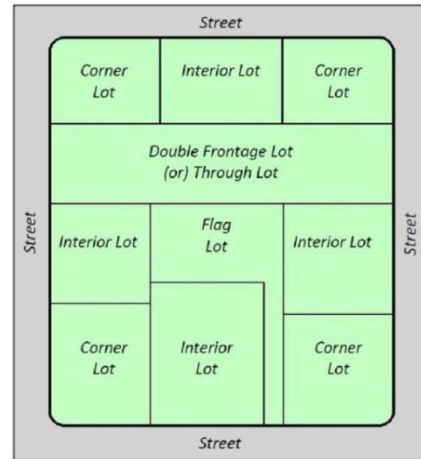 Street
Corner
Lot
Interior Lot
Corner
Lot
Double Frontage Lot
(or) Through Lot
Street
Street
Interior Lot
Flag
Lot
Interior Lot
Corner
Lot
Interior
Lot
Corner
Lot
Street